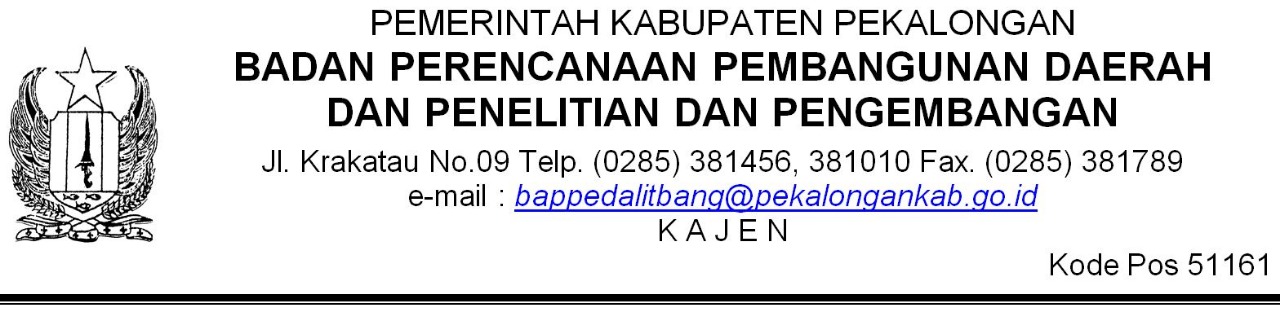 PEMERINTAH KABUPATEN PEKALONGAN
BADAN PERENCANAAN PEMBANGUNAN DAERAH
DAN PENELITIAN DAN PENGEMBANGAN
Jl. Krakatau No.09 Telp. (0285) 381456, 381010 Fax. (0285) 381789
e-mail : bappedalitbang@pekalongankab.go.id
K A J E N
Kode Pos 51161